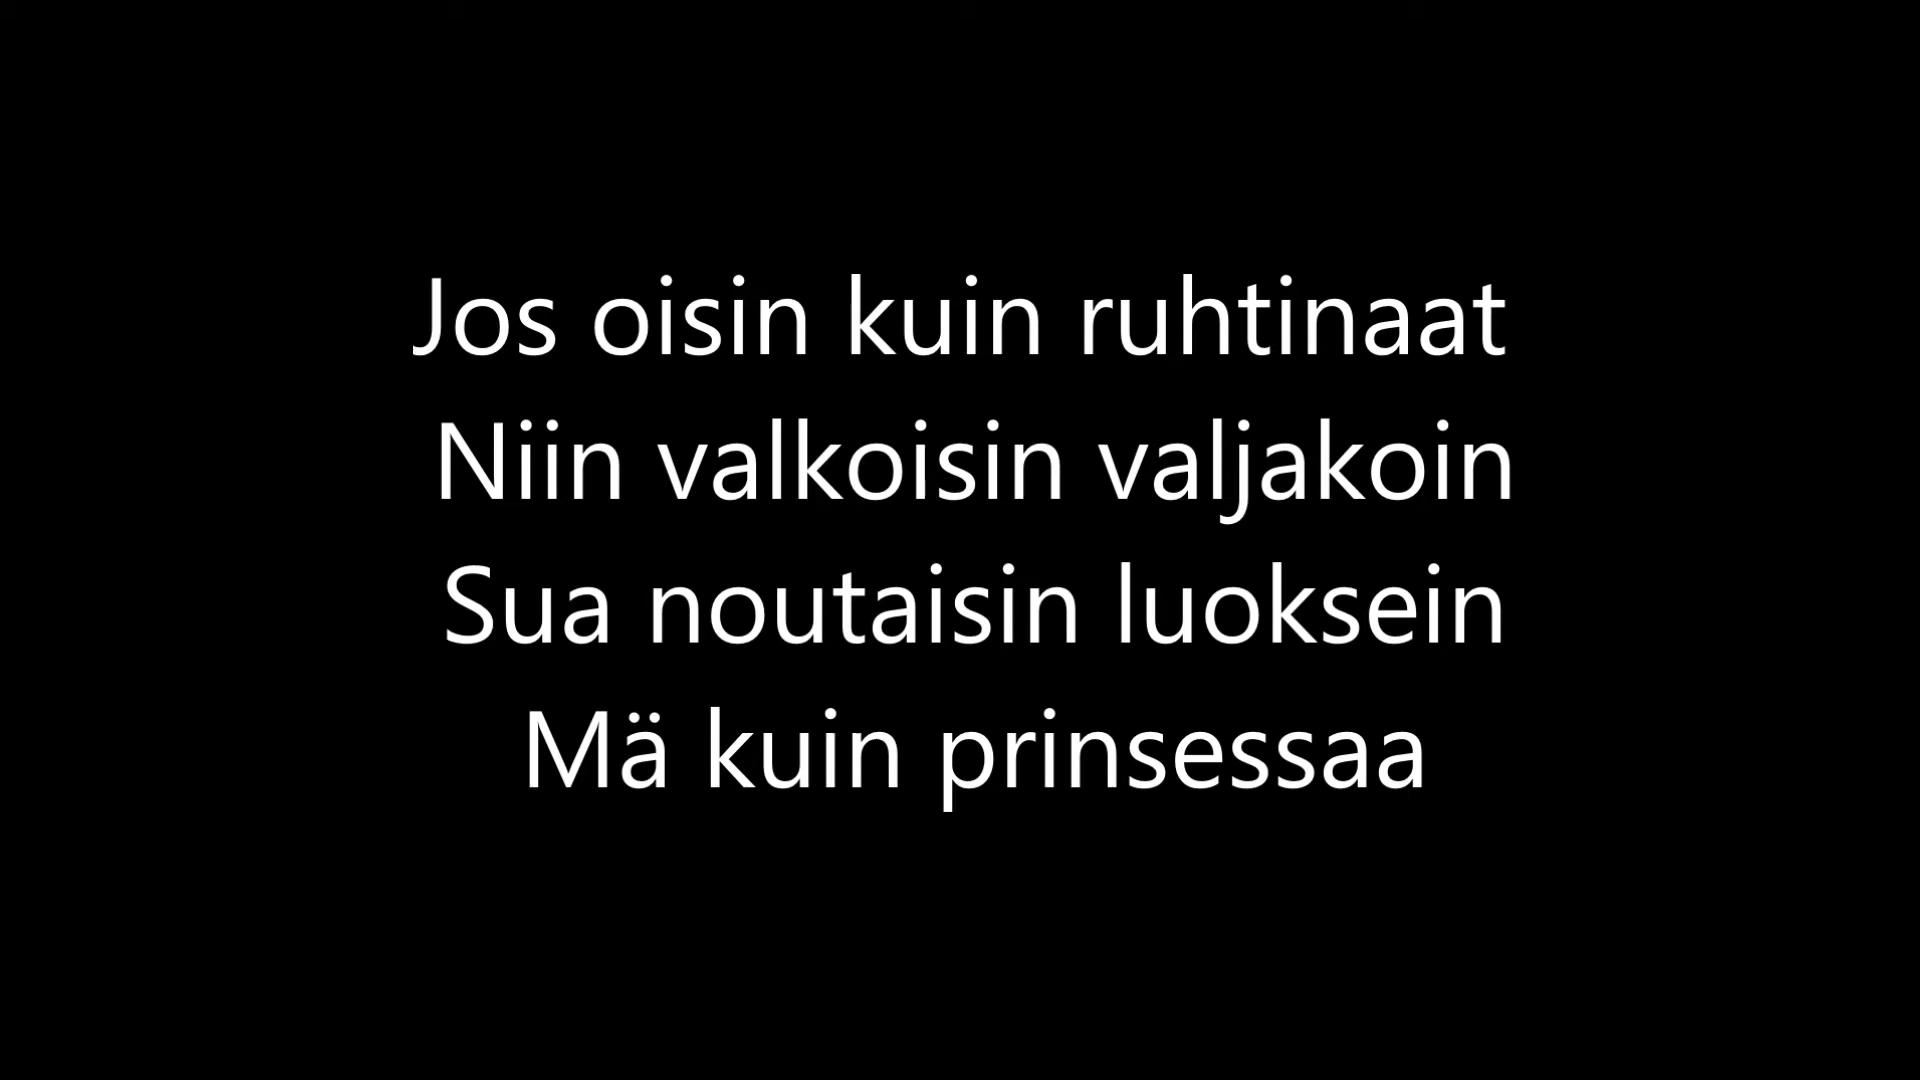 Jos oisin kuin ruhtinaat
Niin valkoisin valjakoin
Sua noutaisin luoksein
Mä kuin prinsessaa